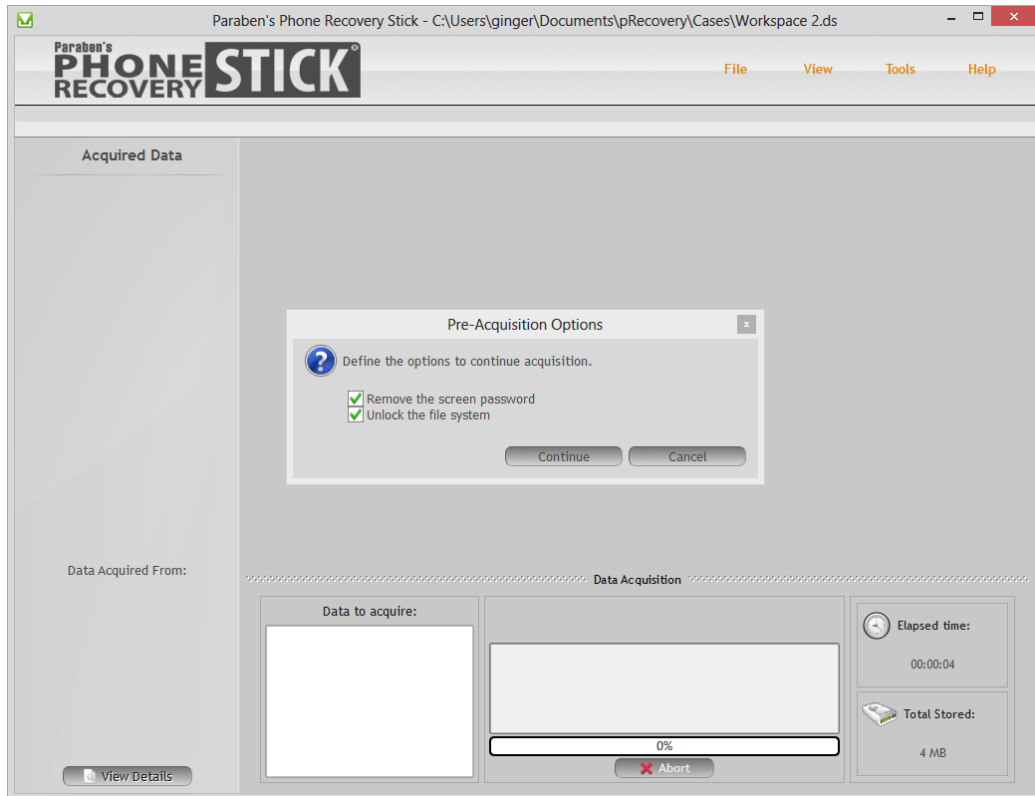 Paraben's Phone Recovery Stick - C:\Users\ginger\Documents\pRecovery\Cases\Workspace 2.ds
Paraben's
PHONE
RECOVERY
STICK®
File View Tools Help
Acquired Data
Pre-Acquisition Options
Define the options to continue acquisition.
Remove the screen password
Unlock the file system
Continue Cancel
Data Acquired From:
Data Acquisition
Data to acquire:
Elapsed time:
00:00:04
Total Stored:
4 MB
0%
Abort
View Details